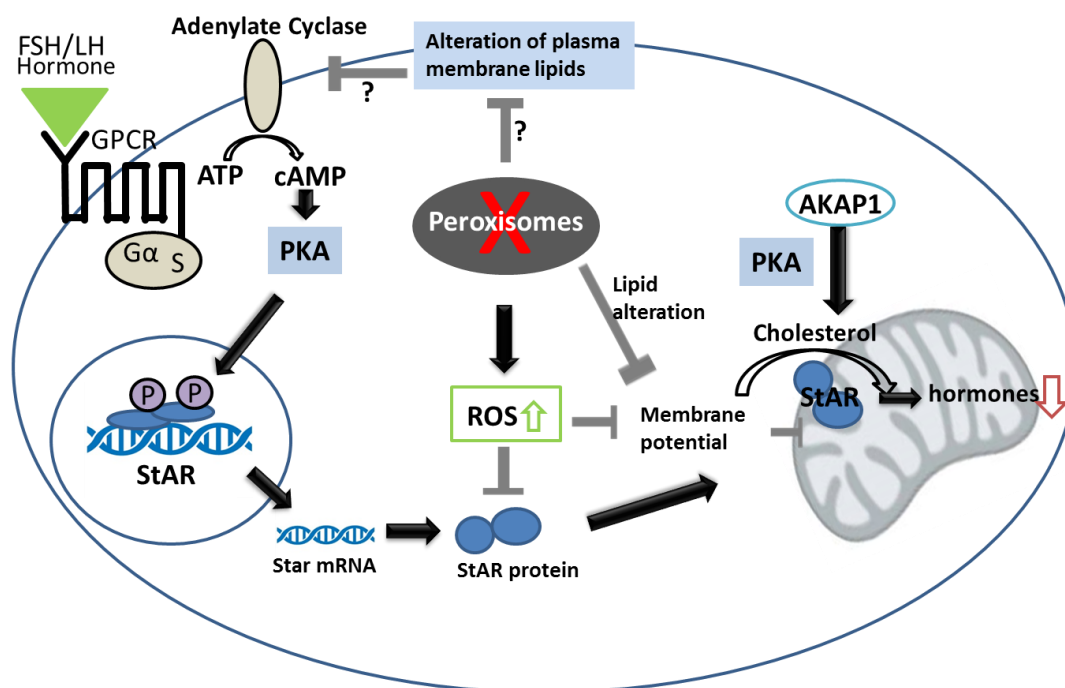 Adenylate Cyclase
FSH/LH
Hormone
GPCR
Alteration of plasma
membrane lipids
?
?
ATP
cAMP
Gα
S
PKA
Peroxisomes
X
AKAP1
PKA
Lipid
alteration
Cholesterol
P
P
StAR
ROS
Membrane
potential
StAR
hormones
Star mRNA
StAR protein